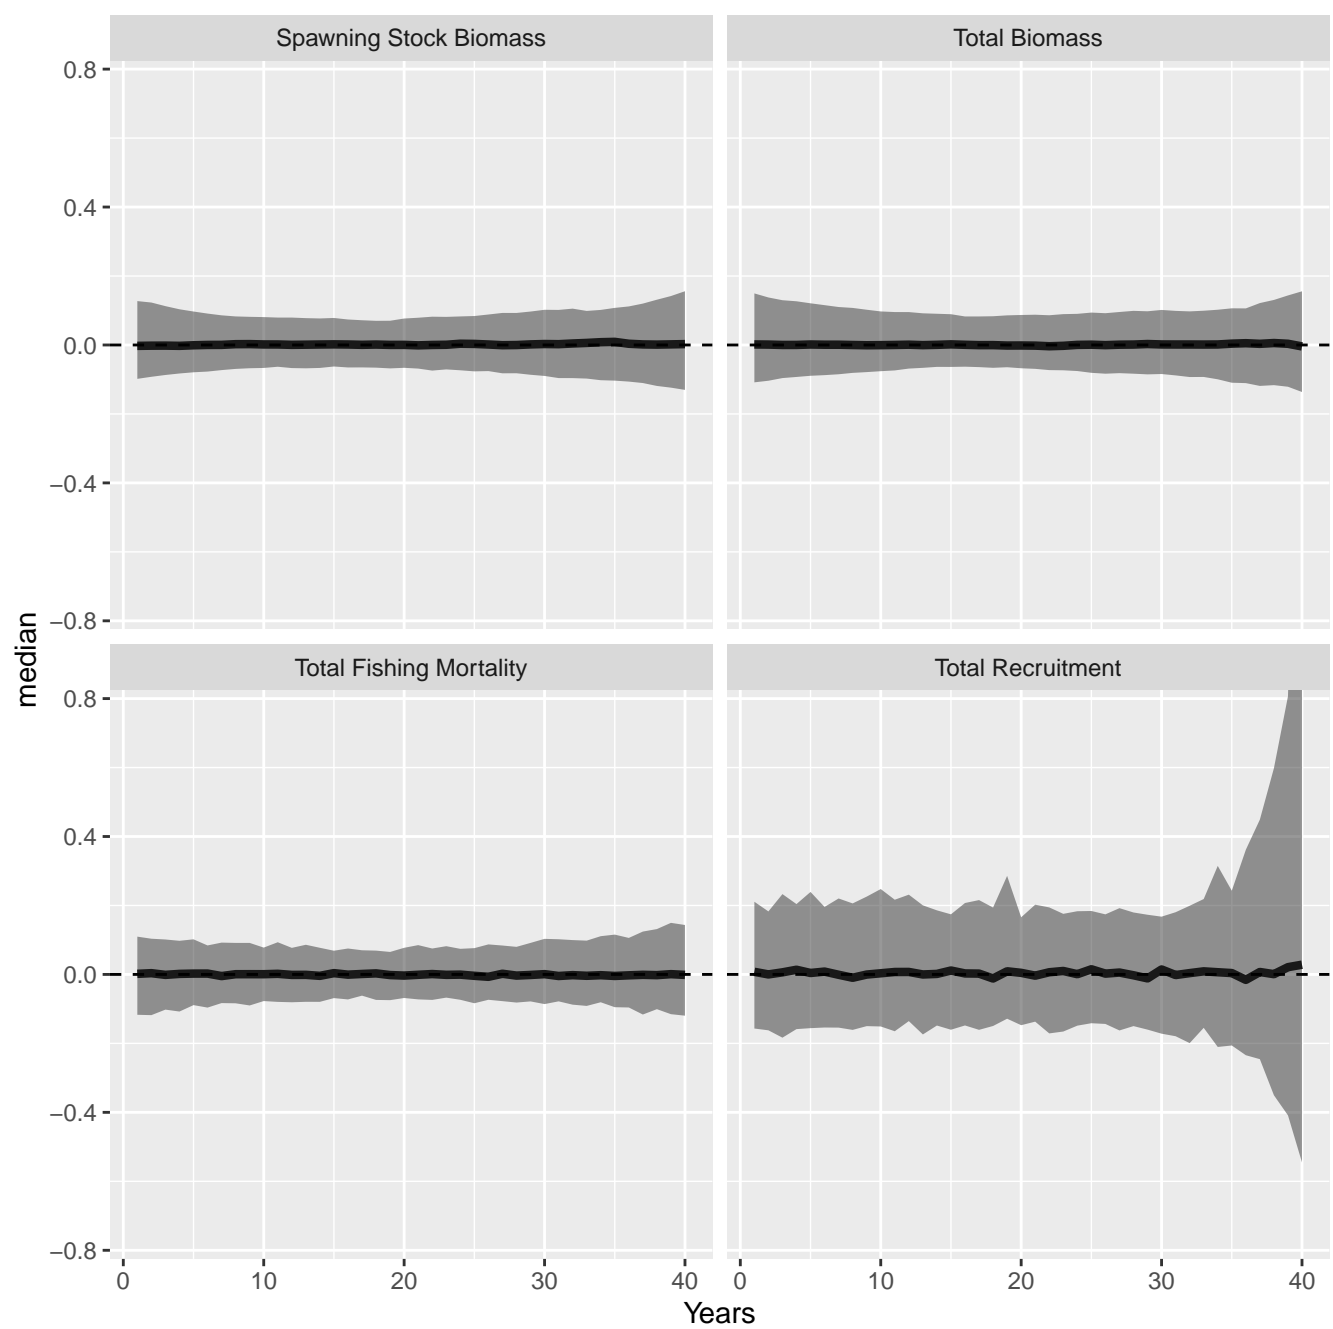 Spawning Stock Biomass
Total Biomass
0.8
0.4
0.0
−0.4
−0.8
median
Total Fishing Mortality
Total Recruitment
0.8
0.4
0.0
−0.4
−0.8
0 10 20 30 40
0 10 20 30 40
Years